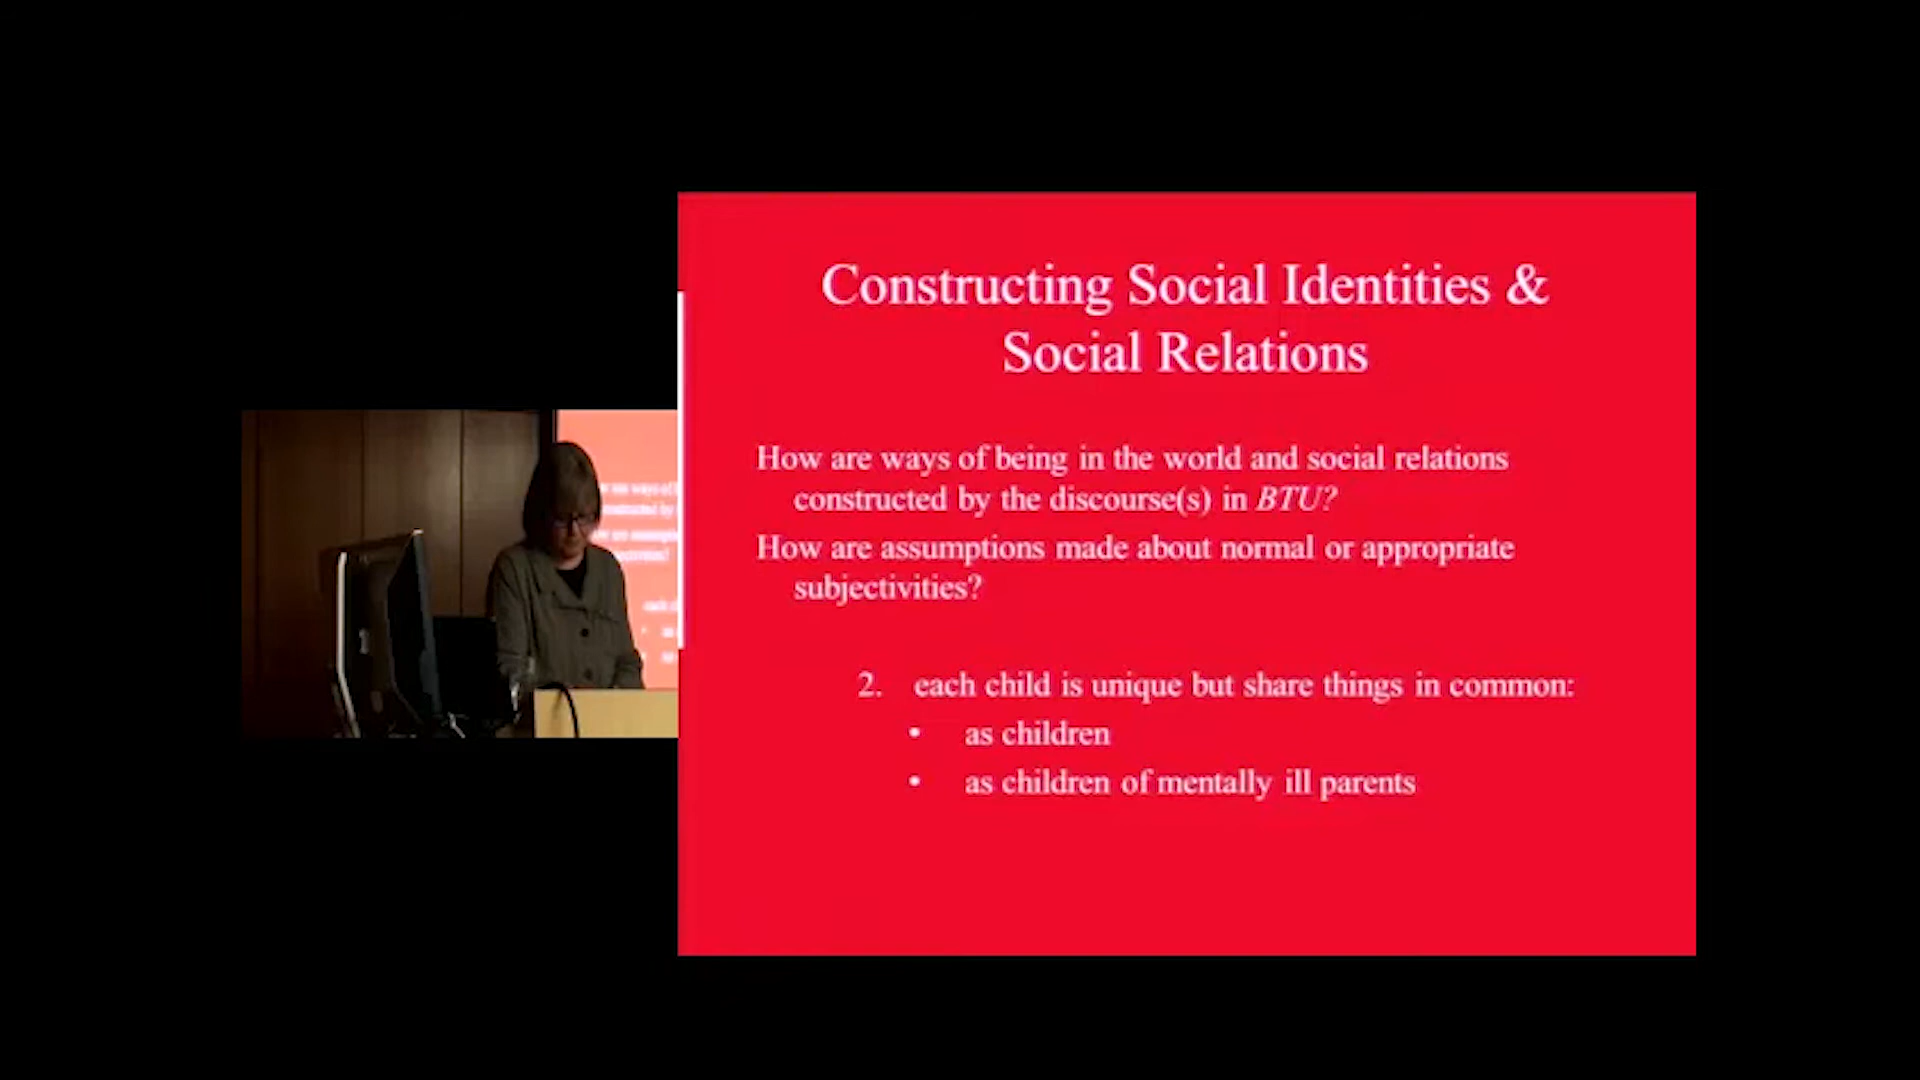 Constructing Social Identities &
Social Relations
How are ways of being in the world and social relations
constructed by the discourse(s) in BTU?
How are assumptions made about normal or appropriate
subjectivities?
2. each child is unique but share things in common:
• as children
• as children of mentally ill parents